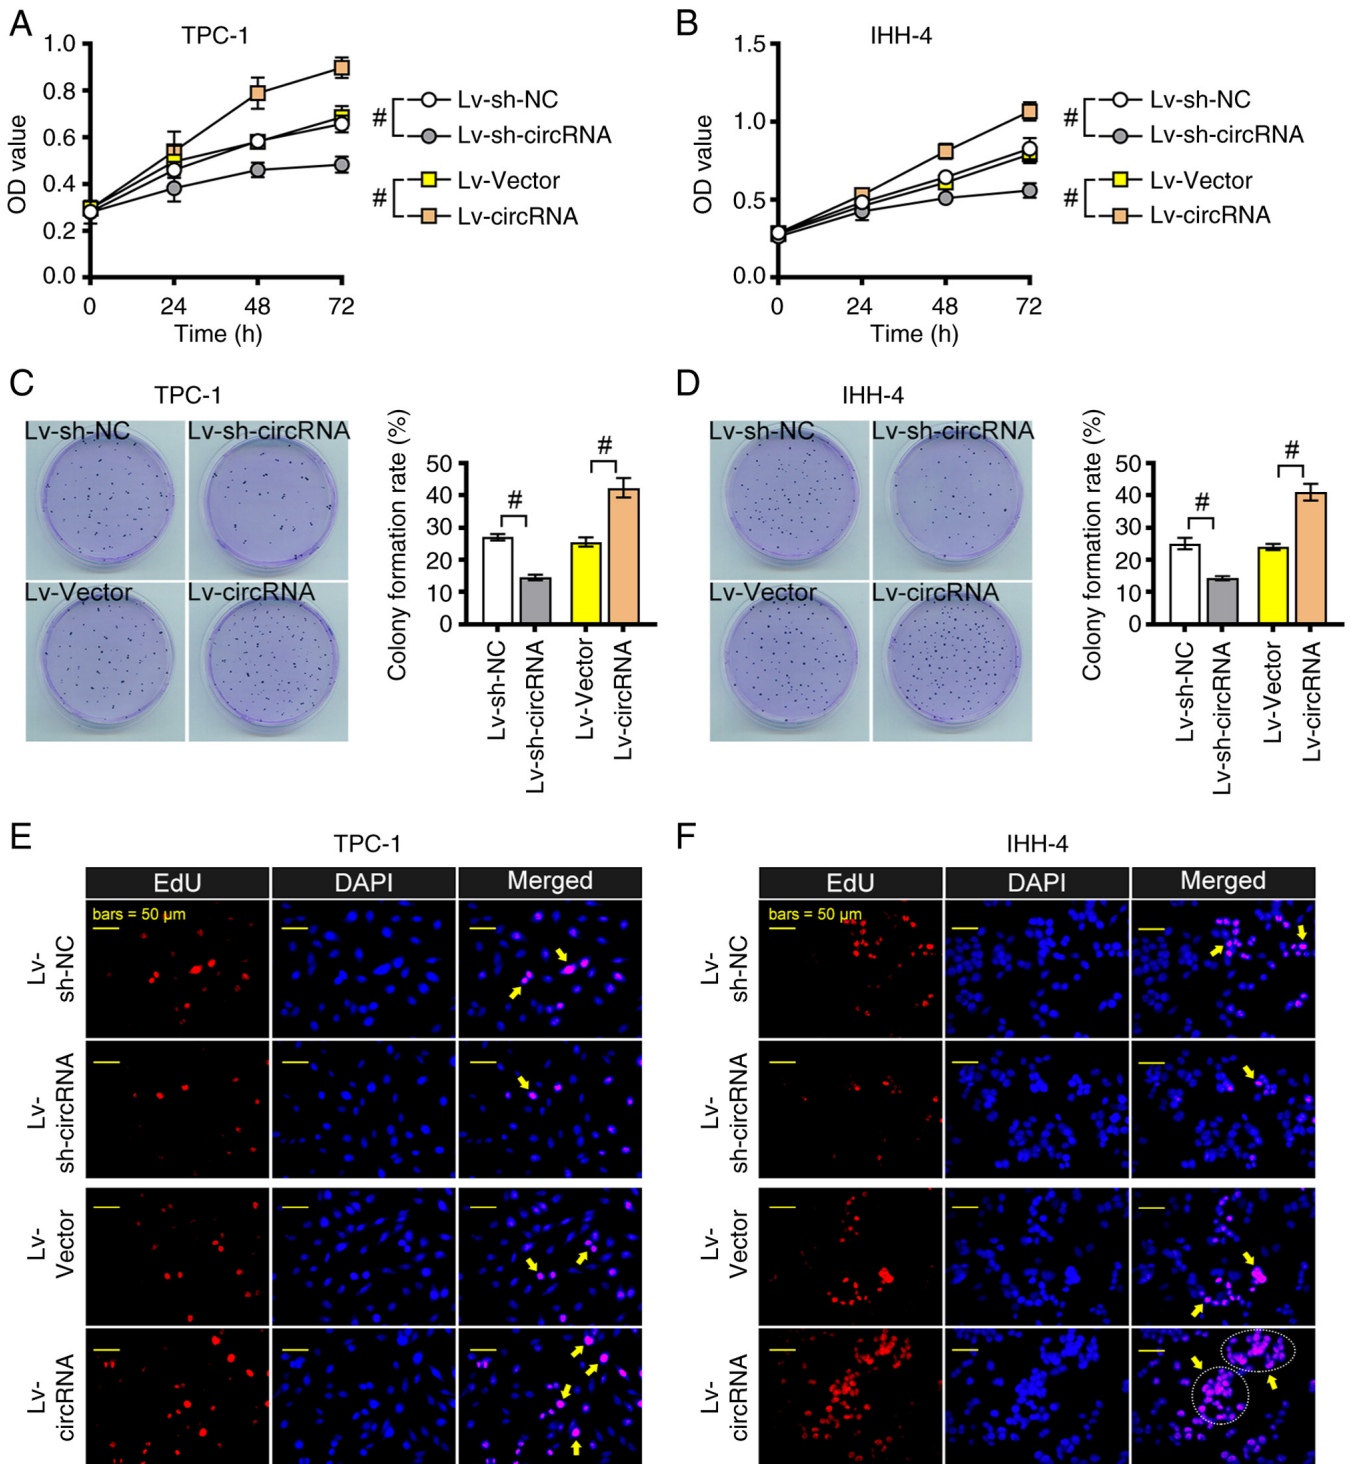 A
TPC-1
1.0
0.8
0.6
0.4
0.2
0.0
OD value
0 24 48 72
Time (h)
# Lv-sh-NC
Lv-sh-circRNA
# Lv-Vector
Lv-circRNA
B
IHH-4
1.5
1.0
0.5
0.0
OD value
0 24 48 72
Time (h)
# Lv-sh-NC
Lv-sh-circRNA
# Lv-Vector
Lv-circRNA
C
TPC-1
Lv-sh-NC
Lv-sh-circRNA
Lv-Vector
Lv-circRNA
Colony formation rate (%)
50
40
30
20
10
0
#
#
Lv-sh-NC
Lv-sh-circRNA
Lv-Vector
Lv-circRNA
D
IHH-4
Lv-sh-NC
Lv-sh-circRNA
Lv-Vector
Lv-circRNA
Colony formation rate (%)
50
40
30
20
10
0
#
#
Lv-sh-NC
Lv-sh-circRNA
Lv-Vector
Lv-circRNA
E
TPC-1
EdU DAPI Merged
bars = 50 µm
Lv-
sh-NC
Lv-
sh-circRNA
Lv-
Vector
Lv-
circRNA
F
IHH-4
EdU DAPI Merged
bars = 50 µm
Lv-
sh-NC
Lv-
sh-circRNA
Lv-
Vector
Lv-
circRNA